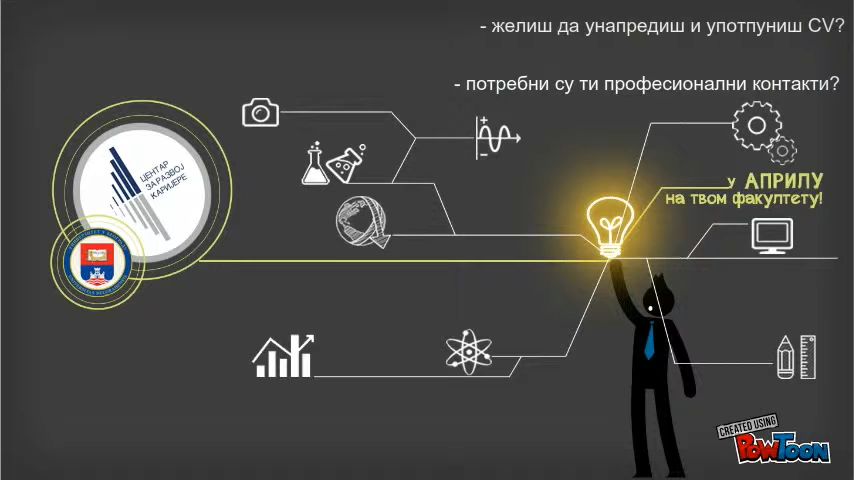 - желиш да унапредиш и употпуниш CV?
- потребни су ти професионални контакти?
ЦЕНТАР
ЗА РАЗВОЈ
КАРИЈЕРЕ
у АПРИЛУ
на твом факултету!
CREATED USING
POWTOON